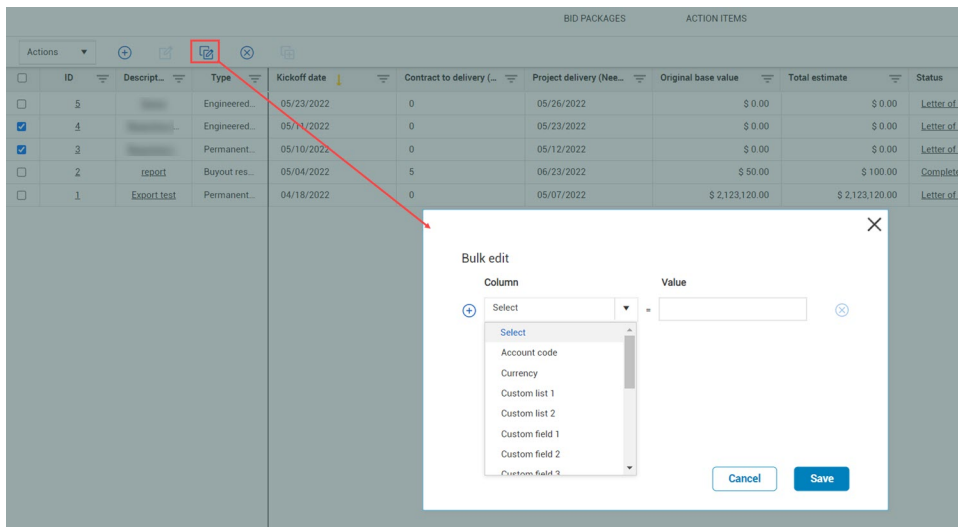 BID PACKAGES ACTION ITEMS
Actions
ID Descript... Type Kickoff date Contract to delivery (... Project delivery (Nee... Original base value Total estimate Status
5 Engineered... 05/23/2022 0 05/26/2022 $ 0.00 $ 0.00 Letter of
4 Engineered... 05/11/2022 0 05/23/2022 $ 0.00 $ 0.00 Letter of
3 Permanent... 05/10/2022 0 05/12/2022 $ 0.00 $ 0.00 Letter of
2 report Buyout res... 05/04/2022 5 06/23/2022 $ 50.00 $ 100.00 Complete
1 Export test Permanent... 04/18/2022 0 05/07/2022 $ 2,123,120.00 $ 2,123,120.00 Letter of
Bulk edit
Column Value
Select =
Select
Account code
Currency
Custom list 1
Custom list 2
Custom field 1
Custom field 2
Custom field 3
Cancel Save